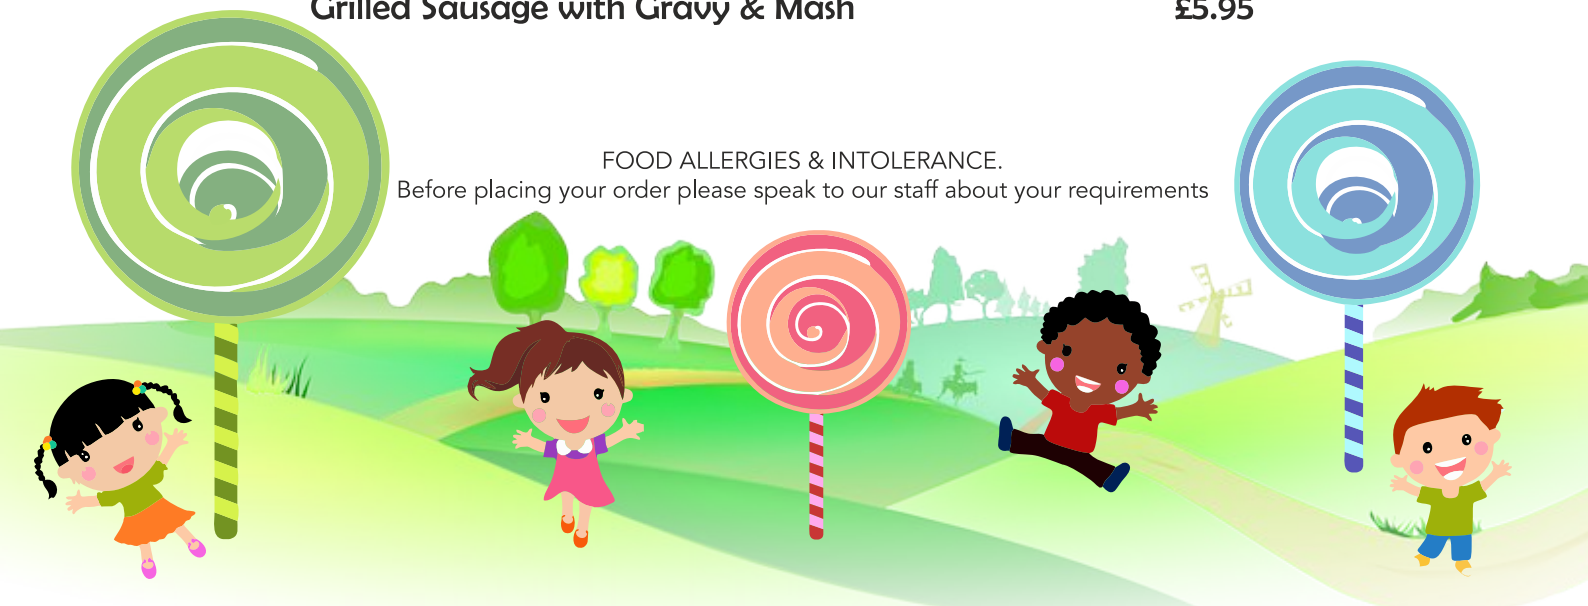 Grilled Sausage with Gravy & Mash £5.95
FOOD ALLERGIES & INTOLERANCE.
Before placing your order please speak to our staff about your requirements